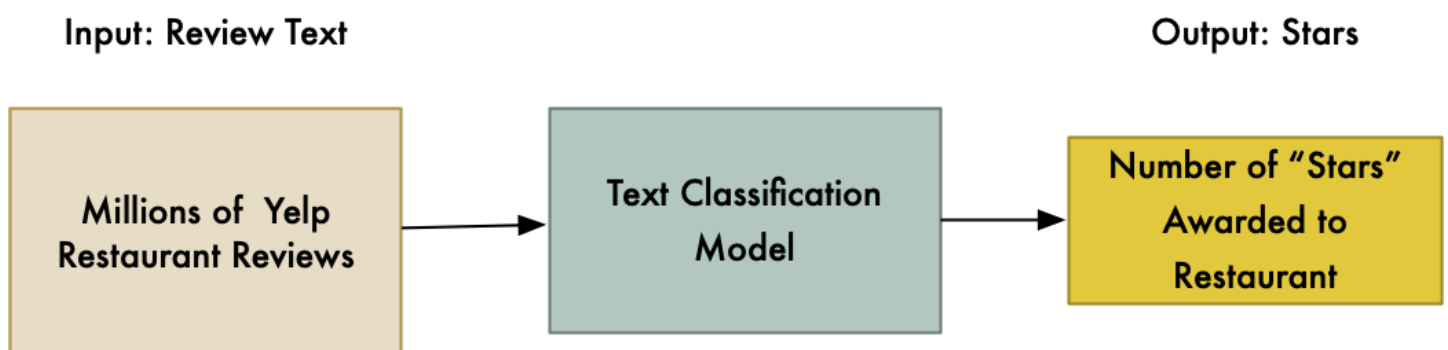 Input: Review Text
Output: Stars
Millions of Yelp
Restaurant Reviews
Text Classification
Model
Number of “Stars”
Awarded to
Restaurant